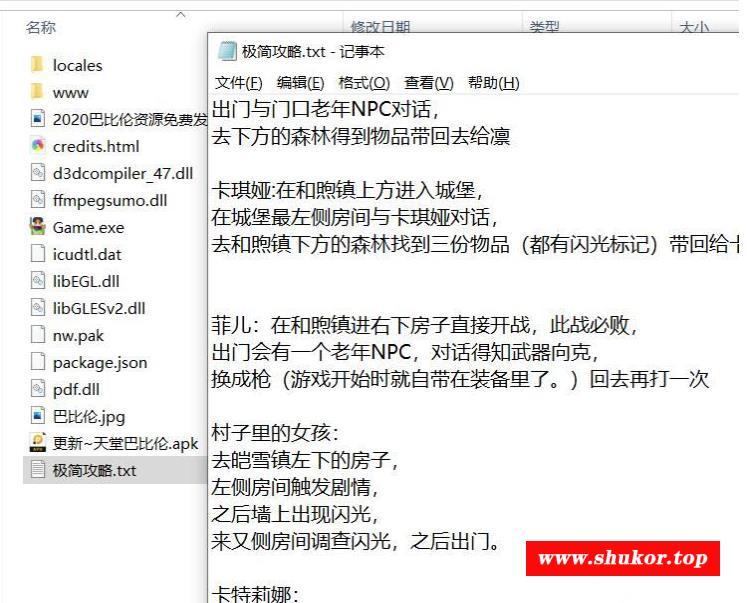 名称
修改日期
类型
大小
locales
www
2020巴比伦资源免费发
credits.html
d3dcompiler_47.dll
ffmpegsumo.dll
Game.exe
icudtl.dat
libEGL.dll
libGLESv2.dll
nw.pak
package.json
pdf.dll
巴比伦.jpg
更新~天堂巴比伦.apk
极简攻略.txt
极简攻略.txt - 记事本
文件(F) 编辑(E) 格式(O) 查看(V) 帮助(H)
出门与门口老年NPC对话，
去下方的森林得到物品带回去给凛
卡琪娅:在和煦镇上方进入城堡，
在城堡最左侧房间与卡琪娅对话，
去和煦镇下方的森林找到三份物品（都有闪光标记）带回给卡
菲儿：在和煦镇进右下房子直接开战，此战必败，
出门会有一个老年NPC，对话得知武器向克，
换成枪（游戏开始时就自带在装备里了。）回去再打一次
村子里的女孩：
去皑雪镇左下的房子，
左侧房间触发剧情，
之后墙上出现闪光，
来又侧房间调查闪光，之后出门。
卡特莉娜：
www.shukor.top